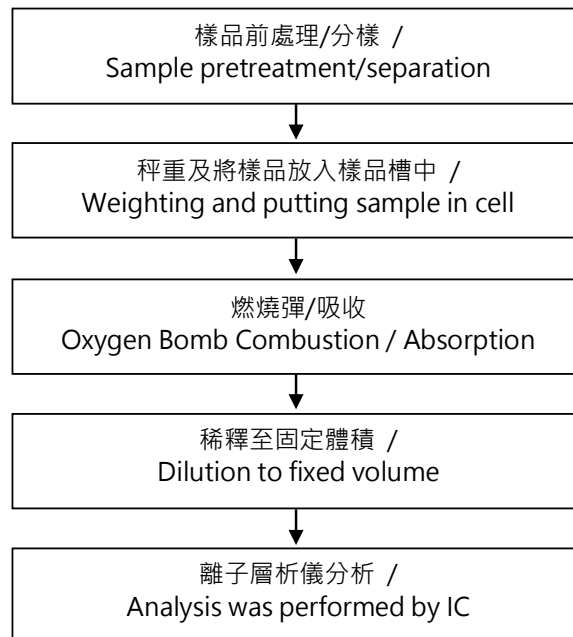 樣品前處理/分樣 /
Sample pretreatment/separation
秤重及將樣品放入樣品槽中 /
Weighting and putting sample in cell
燃燒彈/吸收
Oxygen Bomb Combustion / Absorption
稀釋至固定體積 /
Dilution to fixed volume
離子層析儀分析 /
Analysis was performed by IC